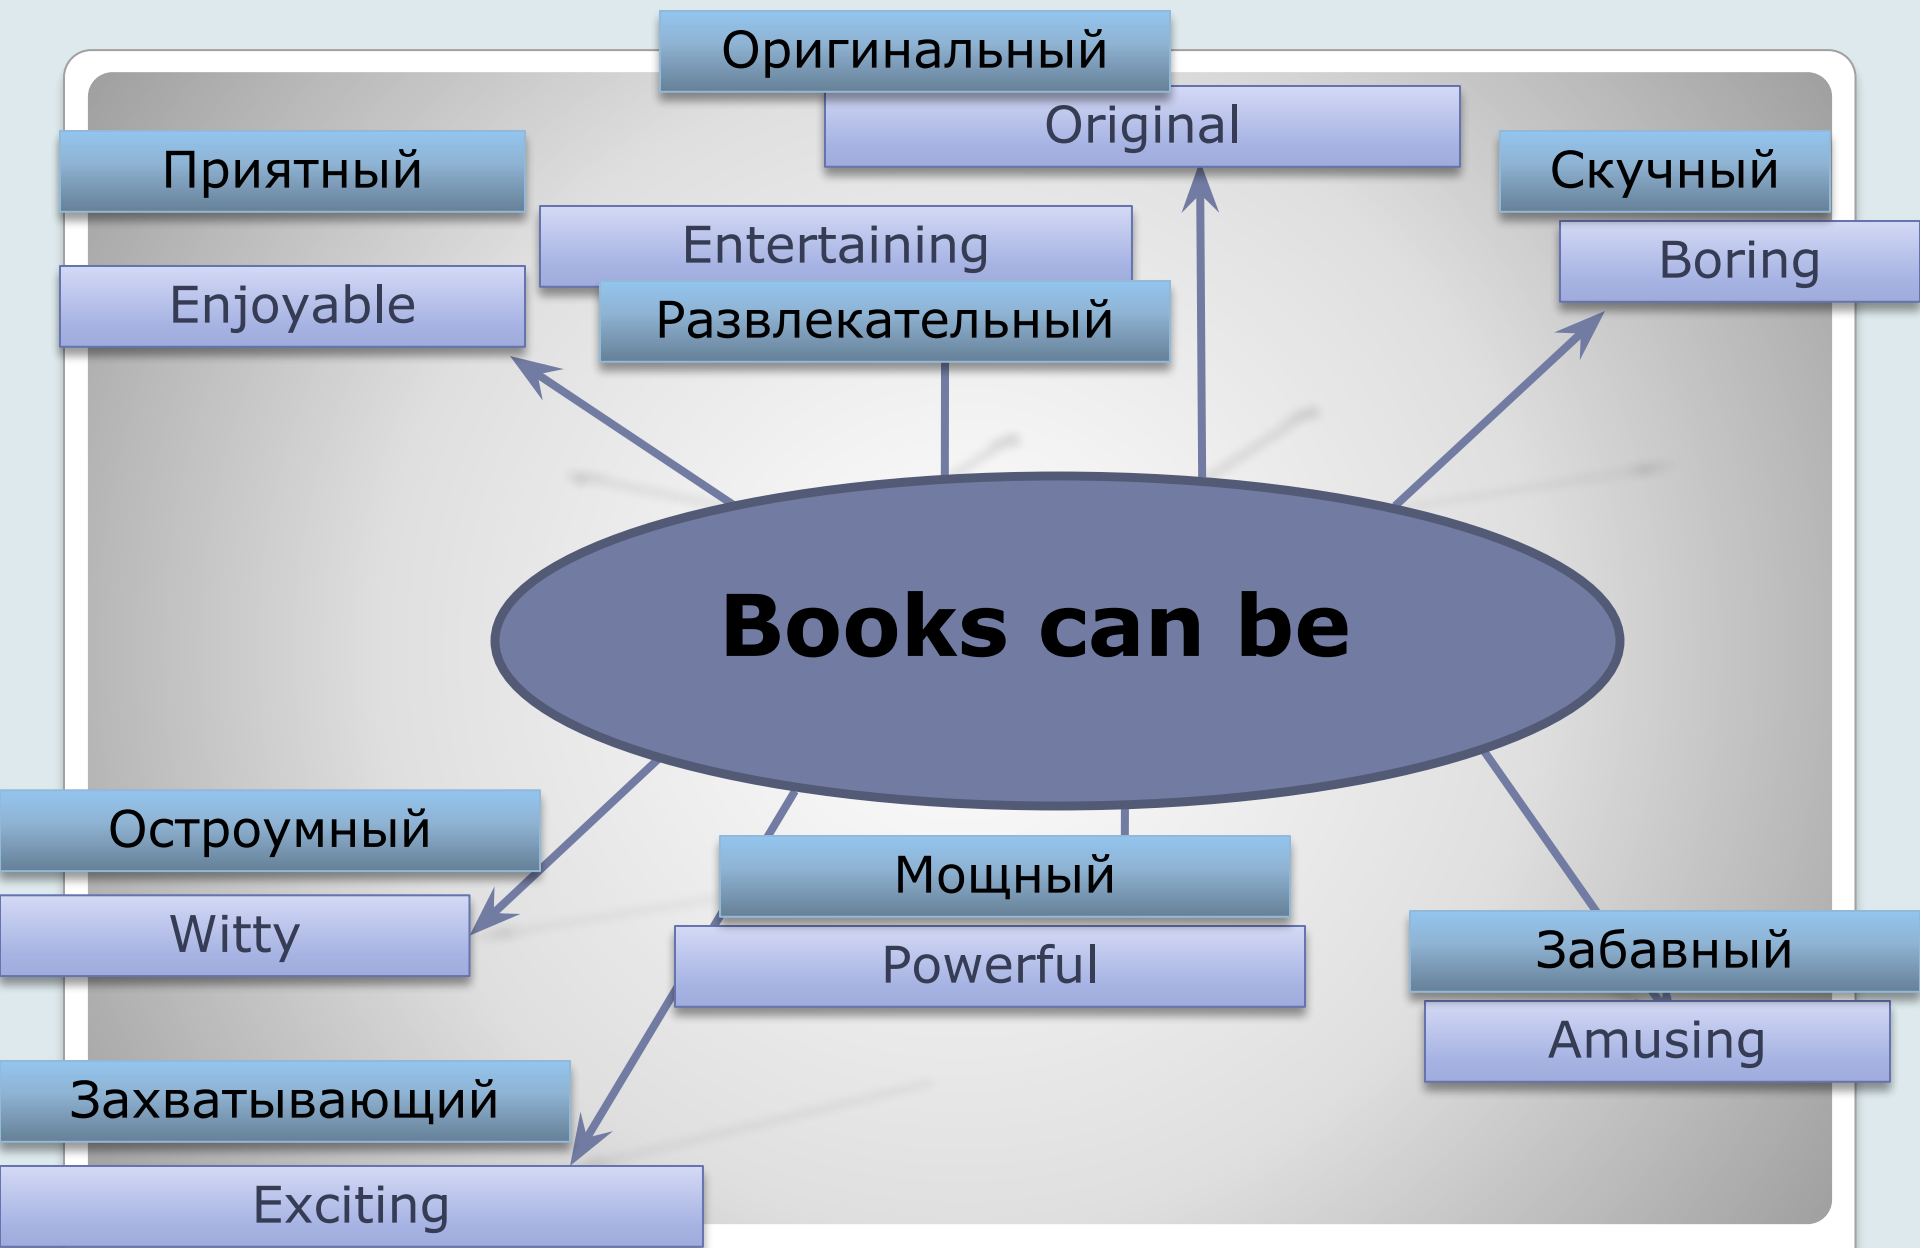 Оригинальный
Original
Приятный
Скучный
Entertaining
Boring
Enjoyable
Развлекательный
Books can be
Остроумный
Мощный
Witty
Забавный
Powerful
Amusing
Захватывающий
Exciting